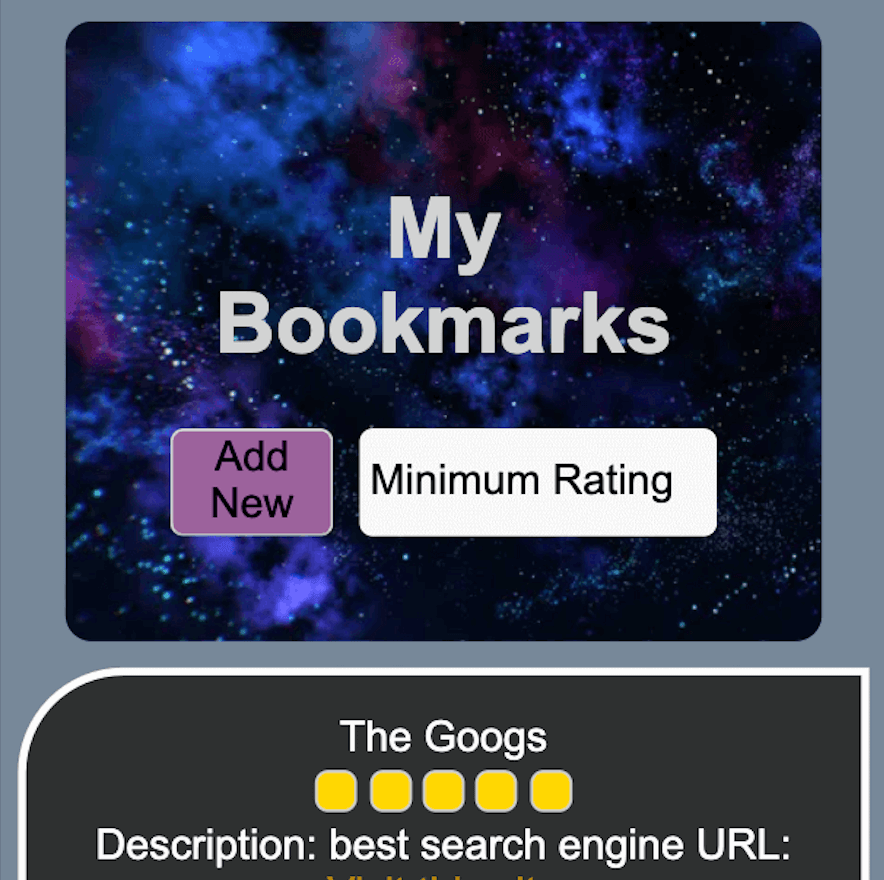 My
Bookmarks
Add
New
Minimum Rating
The Googs
Description: best search engine URL: